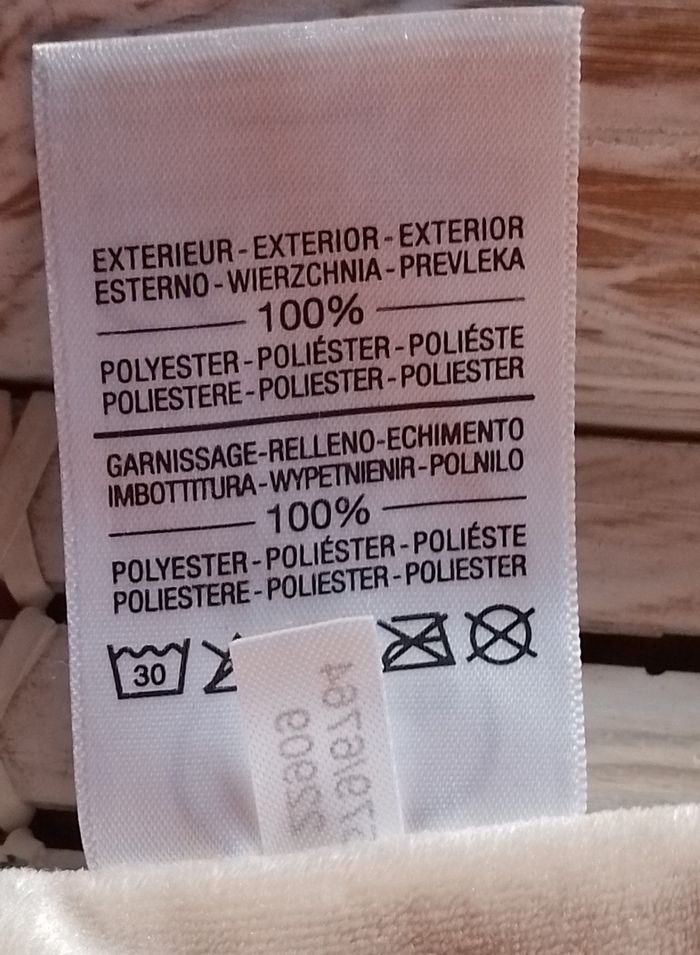 EXTERIEUR - EXTERIOR - EXTERIOR
ESTERNO - WIERZCHNIA - PREVLEKA
100%
POLYESTER - POLIÉSTER - POLIÉSTE
POLIESTERE - POLIESTER - POLIESTER
GARNISSAGE-RELLENO-ECHIMENTO
IMBOTTITURA - WYPETNIENIR - POLNILO
100%
POLYESTER - POLIÉSTER - POLIÉSTE
POLIESTERE - POLIESTER - POLIESTER
30